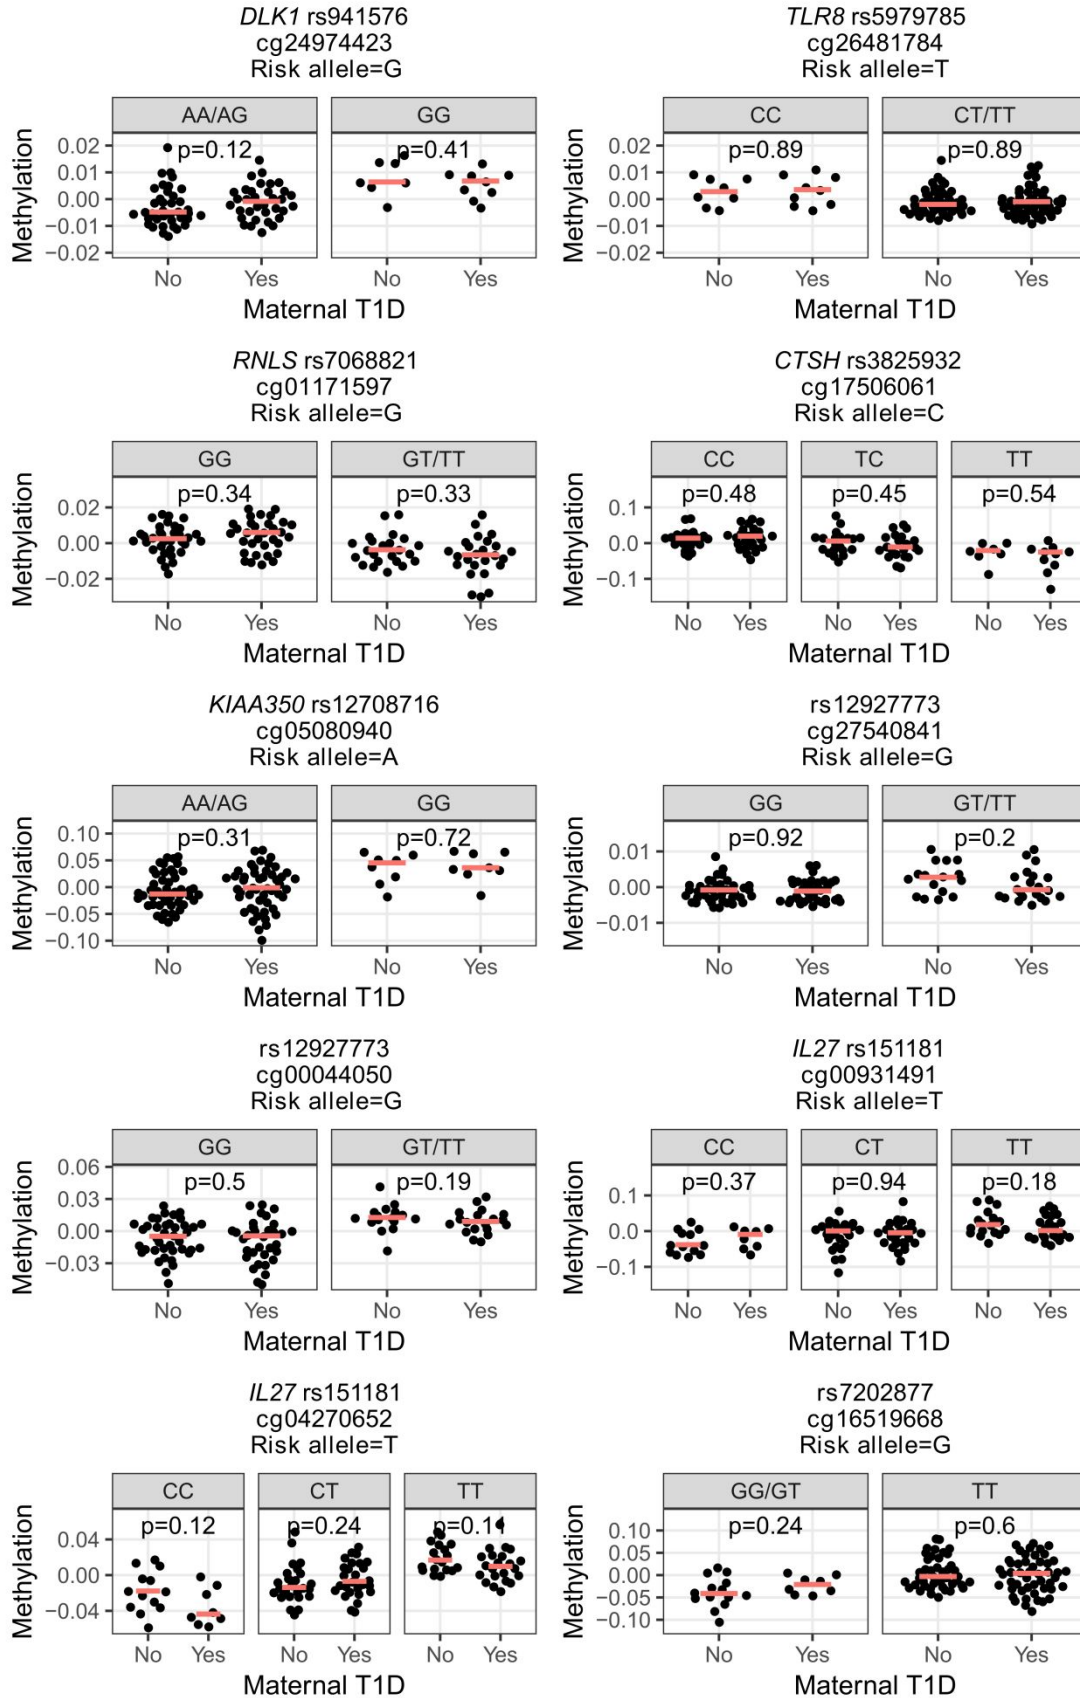 DLK1 rs941576
cg24974423
Risk allele=G
AA/AG GG
p=0.12 p=0.41
0.02
0.01
0.00
−0.01
−0.02
Methylation
No Yes No Yes
Maternal T1D
TLR8 rs5979785
cg26481784
Risk allele=T
CC CT/TT
p=0.89 p=0.89
0.02
0.01
0.00
−0.01
−0.02
Methylation
No Yes No Yes
Maternal T1D
RNLS rs7068821
cg01171597
Risk allele=G
GG GT/TT
p=0.34 p=0.33
0.02
0.00
−0.02
Methylation
No Yes No Yes
Maternal T1D
CTSH rs3825932
cg17506061
Risk allele=C
CC TC TT
p=0.48 p=0.45 p=0.54
0.1
0.0
−0.1
Methylation
No Yes No Yes No Yes
Maternal T1D
KIAA350 rs12708716
cg05080940
Risk allele=A
AA/AG GG
p=0.31 p=0.72
0.10
0.05
0.00
−0.05
−0.10
Methylation
No Yes No Yes
Maternal T1D
rs12927773
cg27540841
Risk allele=G
GG GT/TT
p=0.92 p=0.2
0.01
0.00
−0.01
Methylation
No Yes No Yes
Maternal T1D
rs12927773
cg00044050
Risk allele=G
GG GT/TT
p=0.5 p=0.19
0.06
0.03
0.00
−0.03
Methylation
No Yes No Yes
Maternal T1D
IL27 rs151181
cg00931491
Risk allele=T
CC CT TT
p=0.37 p=0.94 p=0.18
0.1
0.0
−0.1
Methylation
No Yes No Yes No Yes
Maternal T1D
IL27 rs151181
cg04270652
Risk allele=T
CC CT TT
p=0.12 p=0.24 p=0.14
0.04
0.00
−0.04
Methylation
No Yes No Yes No Yes
Maternal T1D
rs7202877
cg16519668
Risk allele=G
GG/GT TT
p=0.24 p=0.6
0.10
0.05
0.00
−0.05
−0.10
Methylation
No Yes No Yes
Maternal T1D